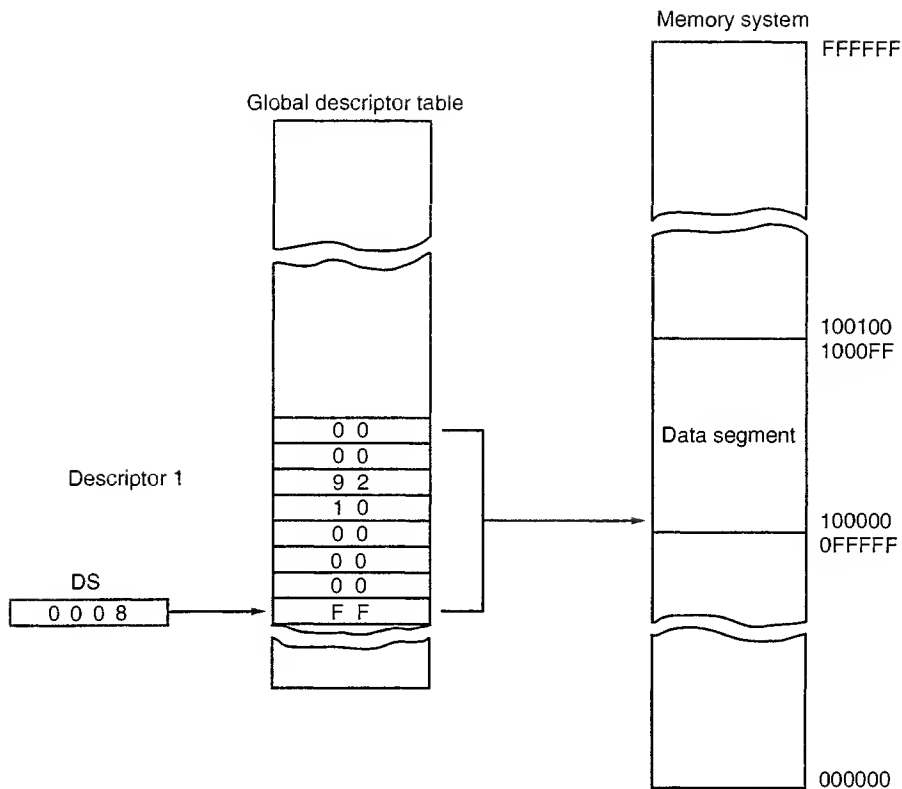 Memory system
FFFFFF
Global descriptor table
100100
1000FF
Data segment
100000
0FFFFF
000000
Descriptor 1
0 0
0 0
9 2
1 0
0 0
0 0
0 0
F F
DS
0 0 0 8